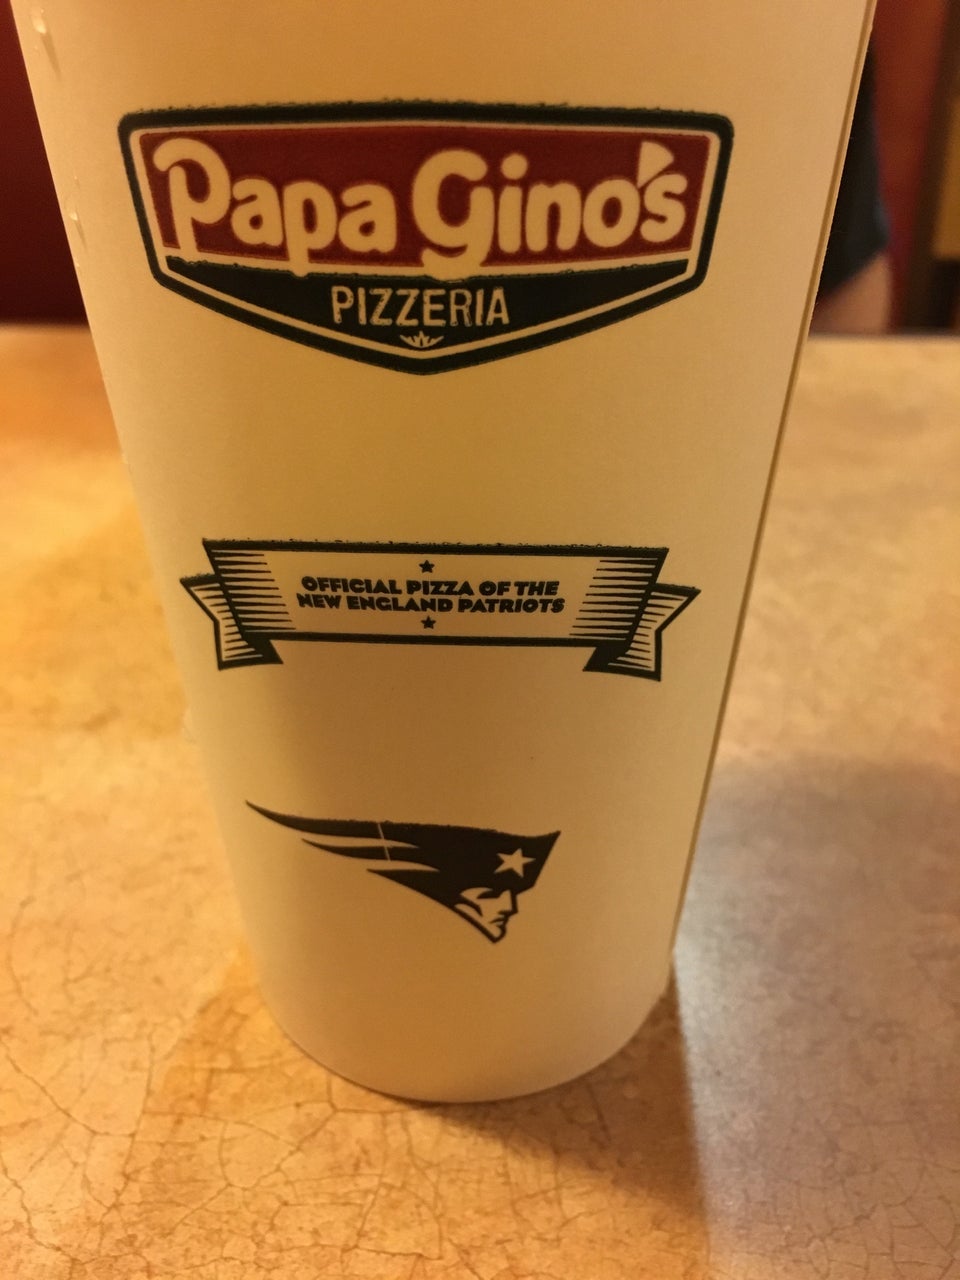 Papa Gino's
PIZZERIA
OFFICIAL PIZZA OF THE
NEW ENGLAND PATRIOTS